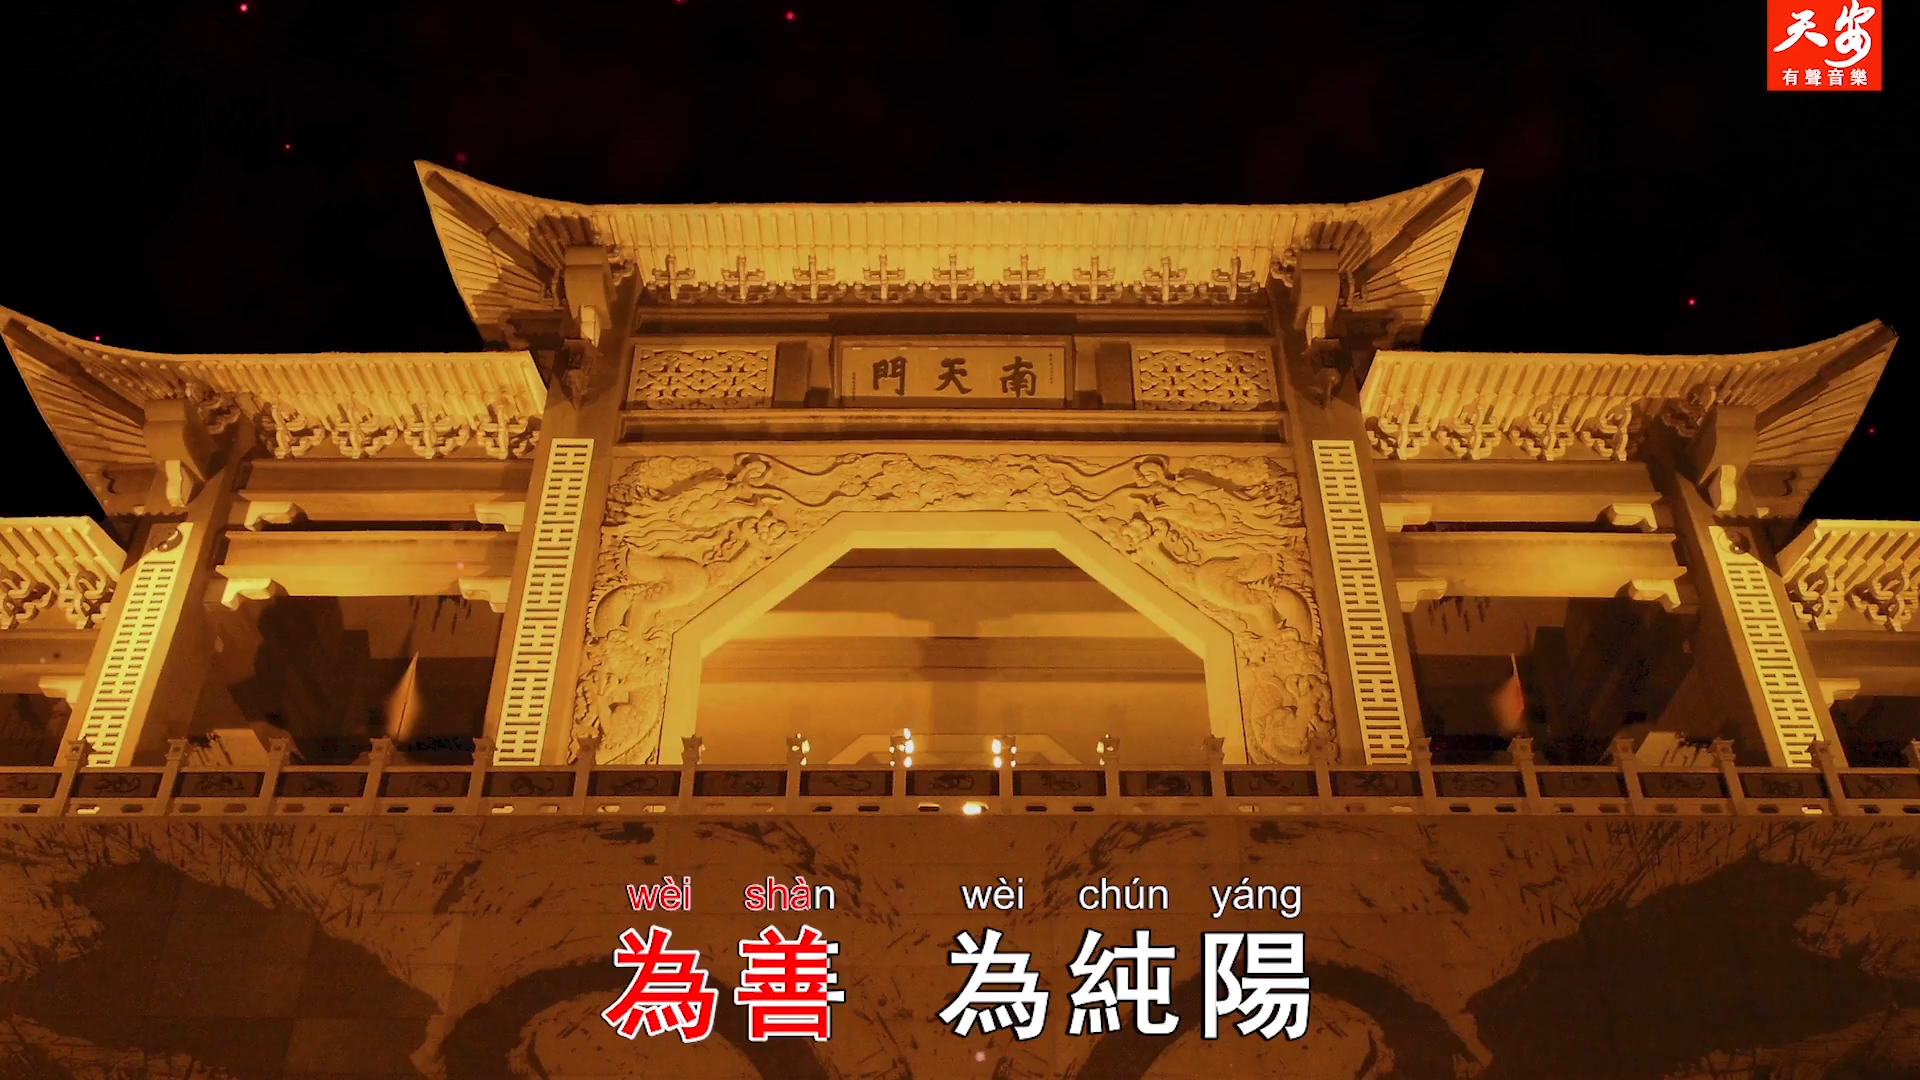 天安
有聲音樂
門天南
wèi shàn wèi chún yáng
為善 為純陽